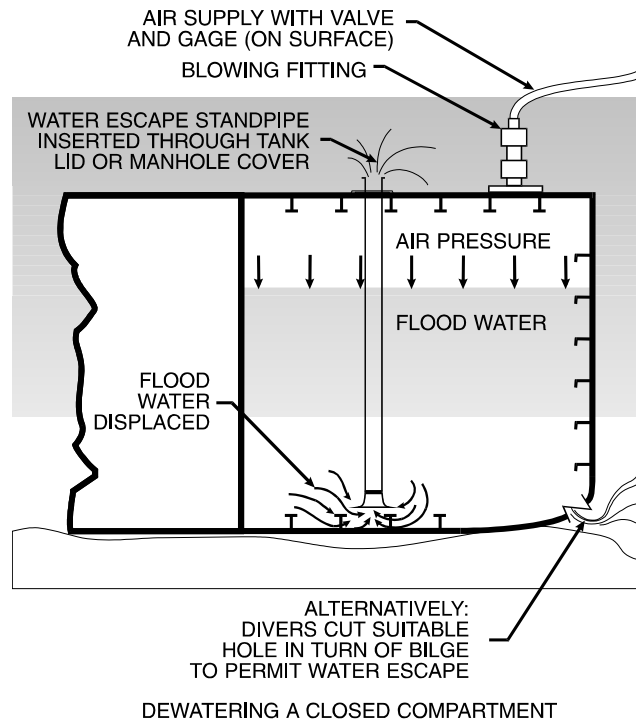 AIR SUPPLY WITH VALVE
AND GAGE (ON SURFACE)
BLOWING FITTING
WATER ESCAPE STANDPIPE
INSERTED THROUGH TANK
LID OR MANHOLE COVER
AIR PRESSURE
FLOOD WATER
FLOOD
WATER
DISPLACED
ALTERNATIVELY:
DIVERS CUT SUITABLE
HOLE IN TURN OF BILGE
TO PERMIT WATER ESCAPE
DEWATERING A CLOSED COMPARTMENT